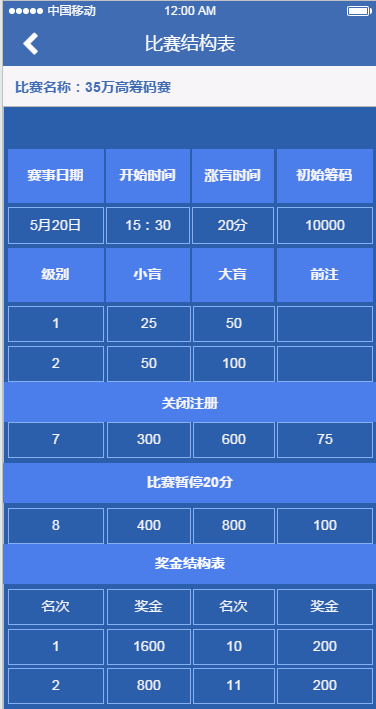 中国移动 12:00 AM
比赛结构表
比赛名称：35万高筹码赛
赛事日期 开始时间 涨盲时间 初始筹码
5月20日 15：30 20分 10000
级别 小盲 大盲 前注
1 25 50
2 50 100
关闭注册
7 300 600 75
比赛暂停20分
8 400 800 100
奖金结构表
名次 奖金 名次 奖金
1 1600 10 200
2 800 11 200